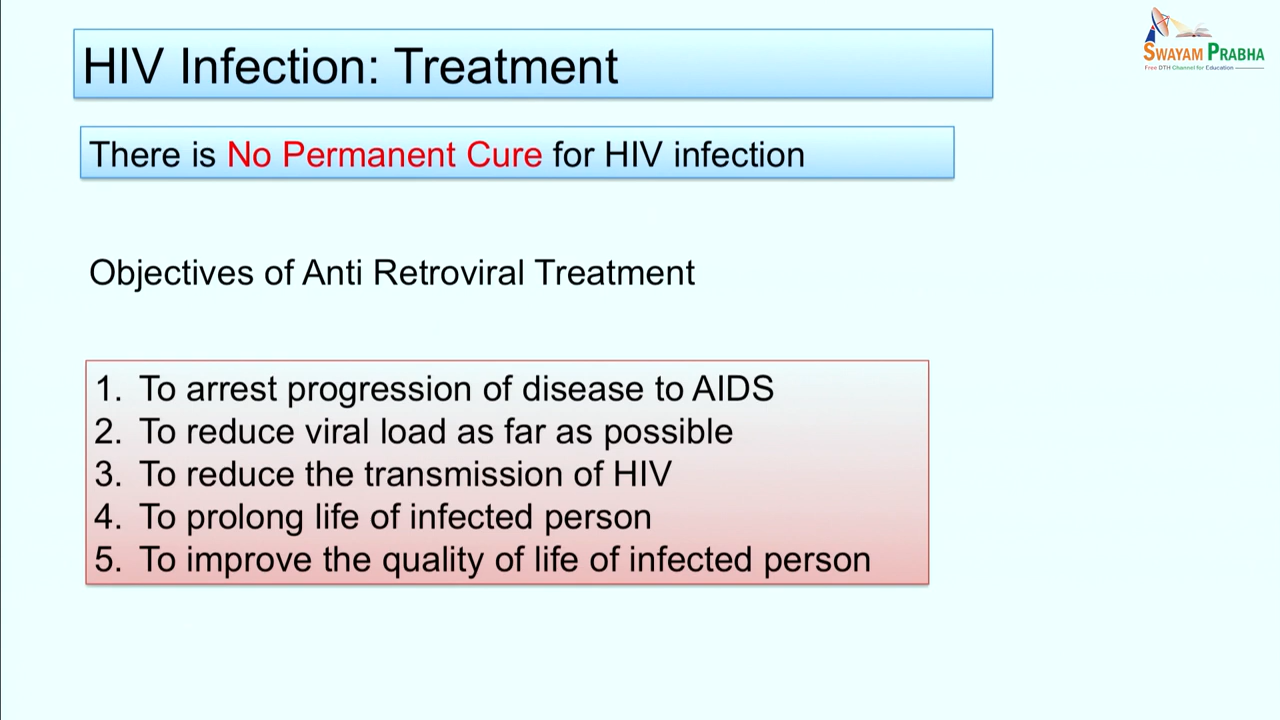 HIV Infection: Treatment
SWAYAM PRABHA
Free DTH Channel for Education
There is No Permanent Cure for HIV infection
Objectives of Anti Retroviral Treatment
1. To arrest progression of disease to AIDS
2. To reduce viral load as far as possible
3. To reduce the transmission of HIV
4. To prolong life of infected person
5. To improve the quality of life of infected person